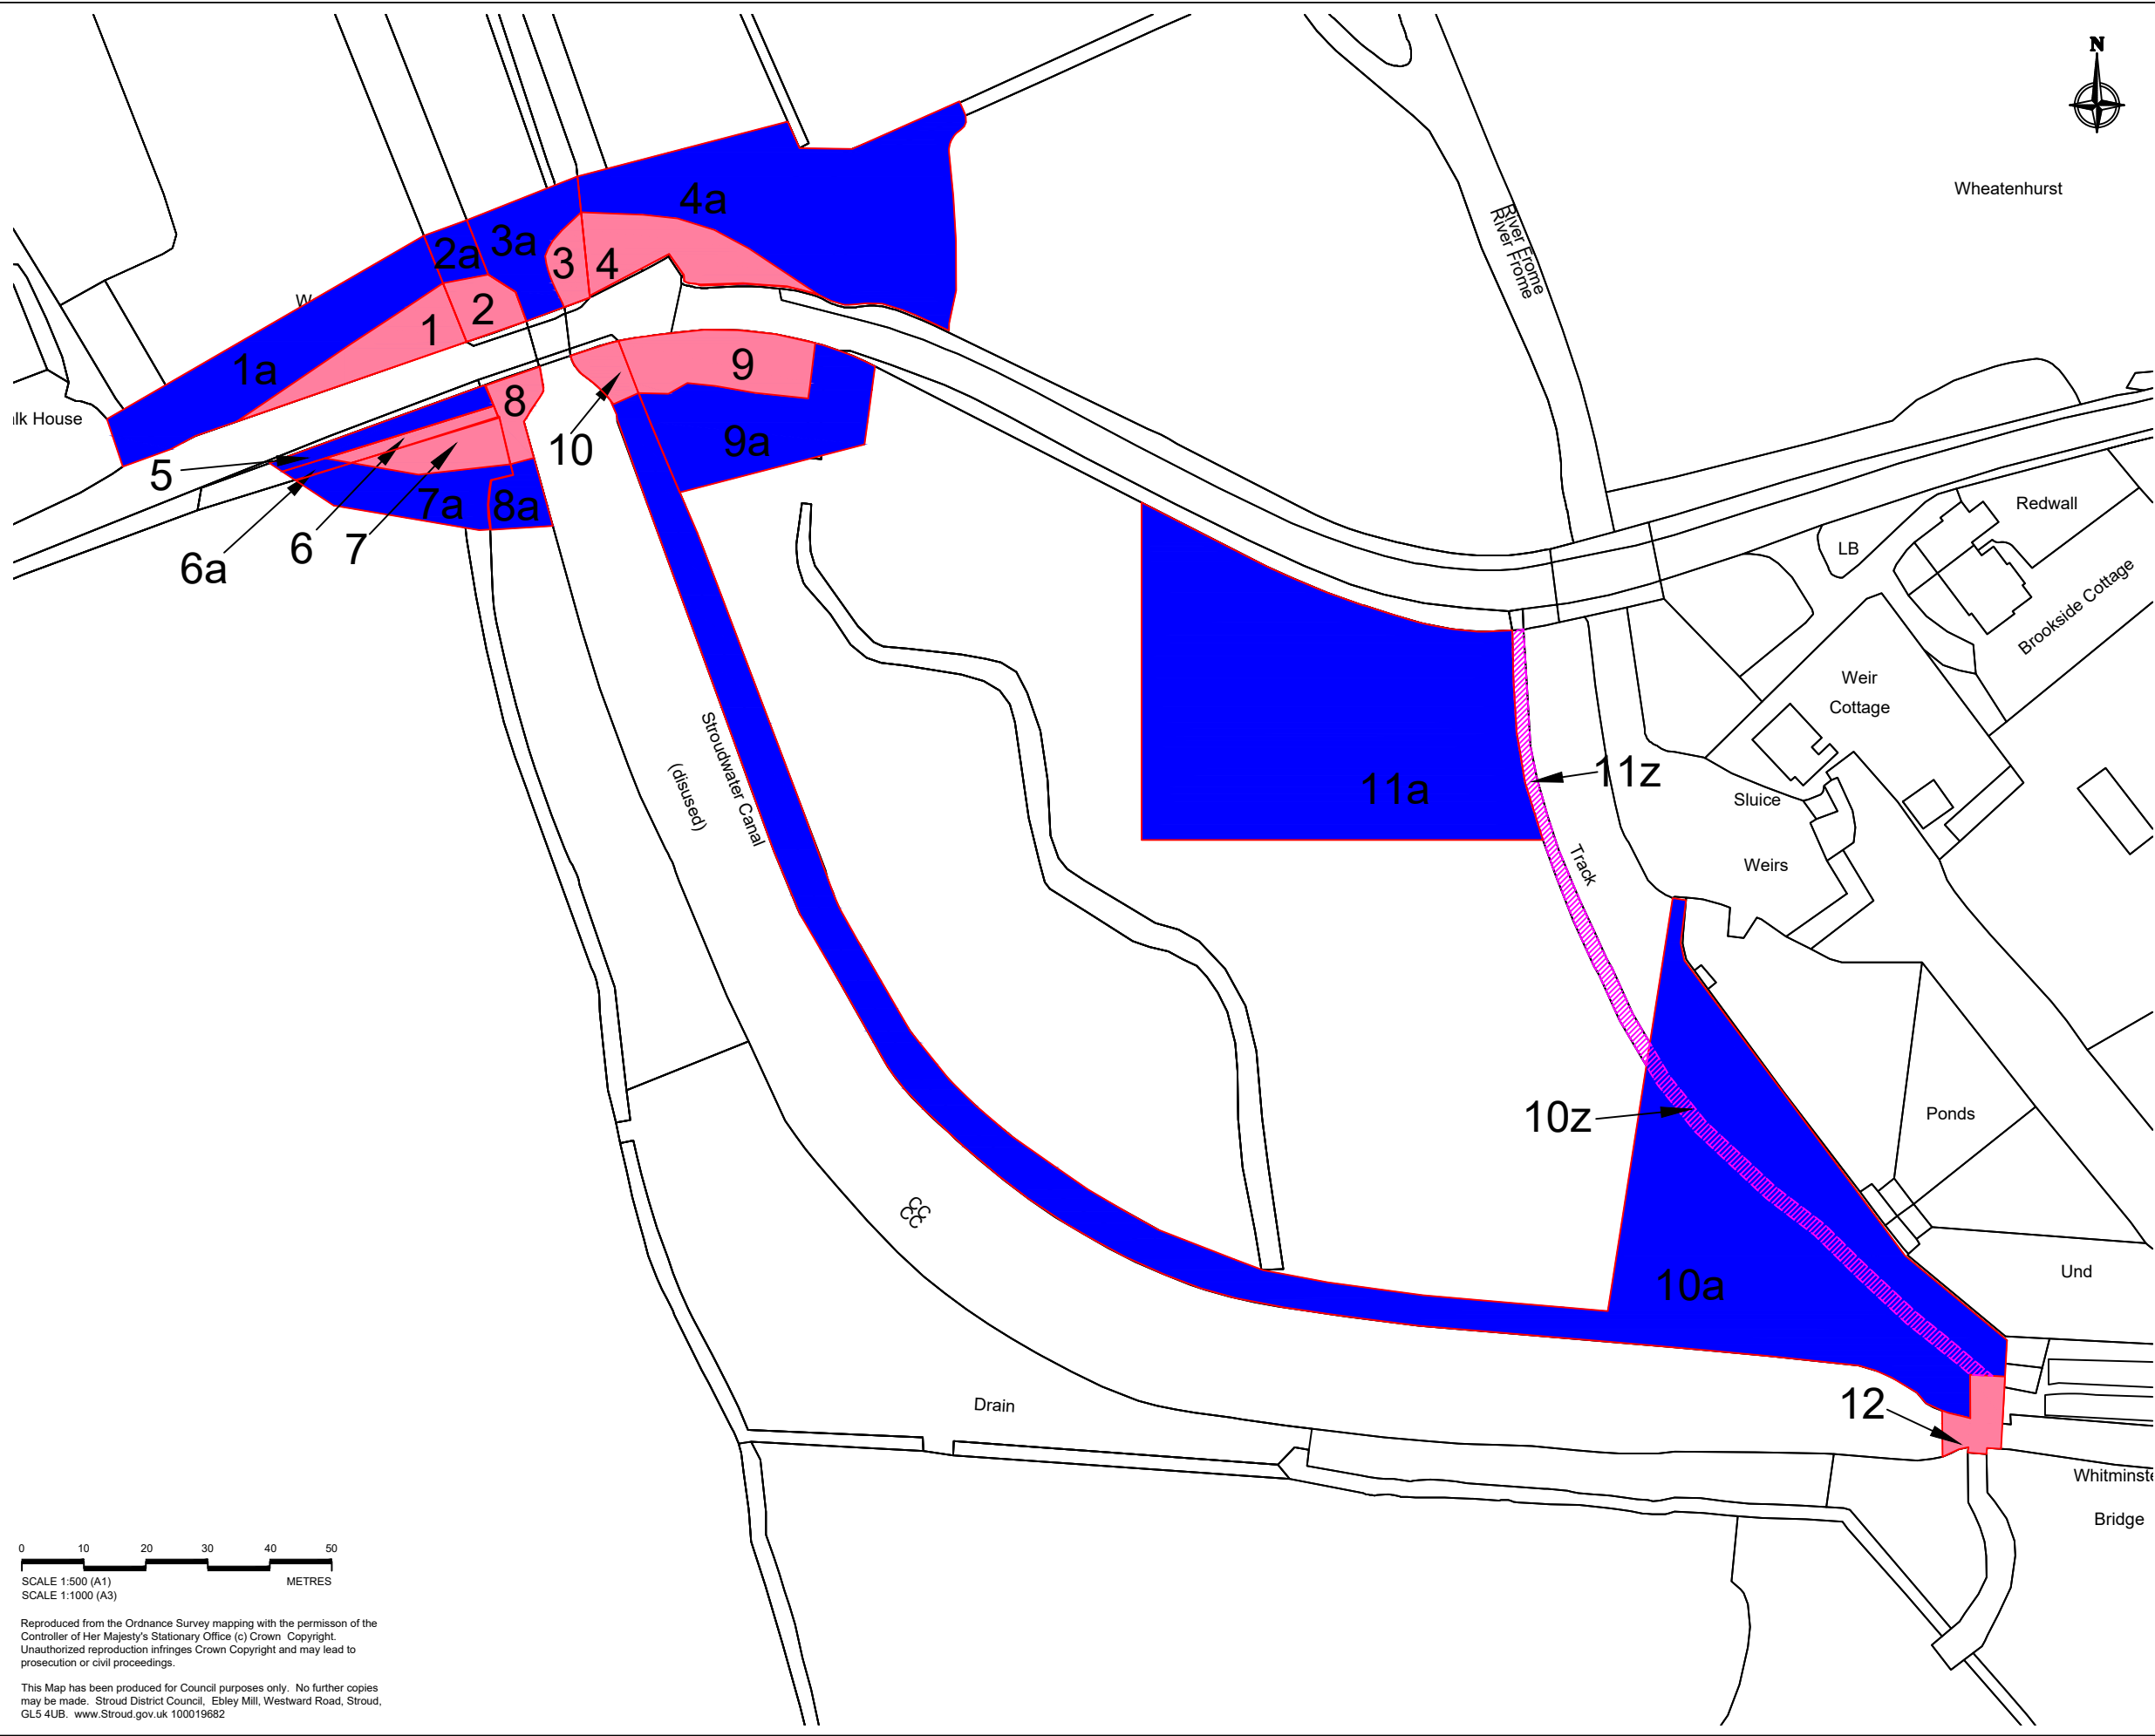 N
Wheatenhurst
4a
River Frome
River Frome
2a
3a
3
4
W
2
1
1a
9
8
lk House
10
9a
5
7a
8a
6a
6
7
Redwall
LB
Brookside Cottage
Weir
Cottage
Stroudwater Canal
(disused)
11a
11z
Sluice
Track
Weirs
10z
Ponds
CC
CC
10a
Und
Drain
12
Whitminste
Bridge
0 10 20 30 40 50
SCALE 1:500 (A1) METRES
SCALE 1:1000 (A3)
Reproduced from the Ordnance Survey mapping with the permisson of the
Controller of Her Majesty's Stationary Office (c) Crown Copyright.
Unauthorized reproduction infringes Crown Copyright and may lead to
prosecution or civil proceedings.
This Map has been produced for Council purposes only. No further copies
may be made. Stroud District Council, Ebley Mill, Westward Road, Stroud,
GL5 4UB. www.Stroud.gov.uk 100019682